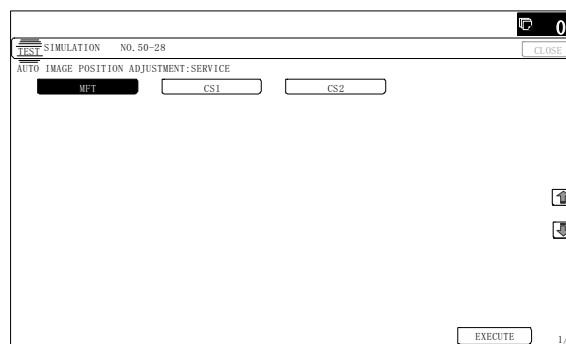 0
TEST SIMULATION NO.50-28
CLOSE
AUTO IMAGE POSITION ADJUSTMENT:SERVICE
MFT CS1 CS2
EXECUTE 1/